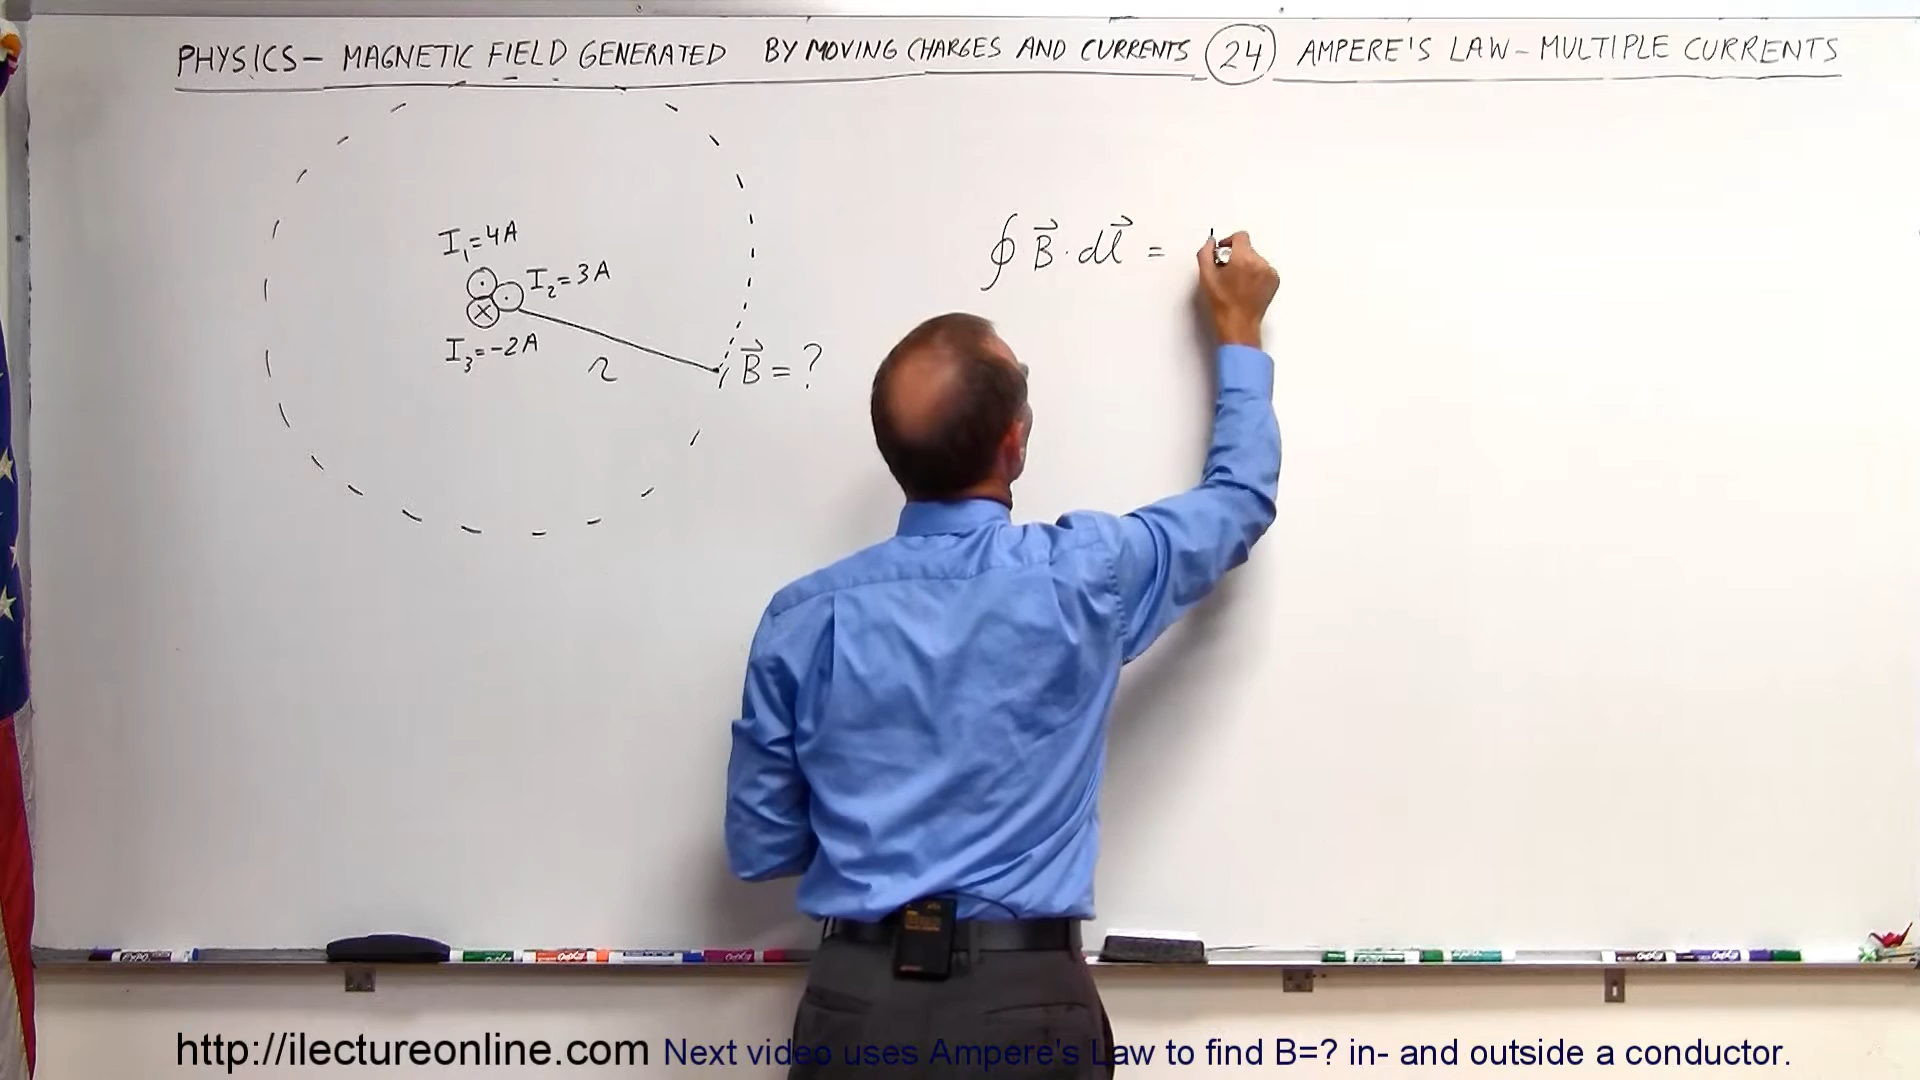 PHYSICS- MAGNETIC FIELD GENERATED BY MOVING CHARGES AND CURRENTS 24 AMPERE'S LAW - MULTIPLE CURRENTS
I₁=4A
I₂=3A
I₃=-2A
r
B⃗ = ?
∮ B⃗ · dl⃗ =
EXPO
http://ilectureonline.com Next video uses Ampere's Law to find B=? in- and outside a conductor.